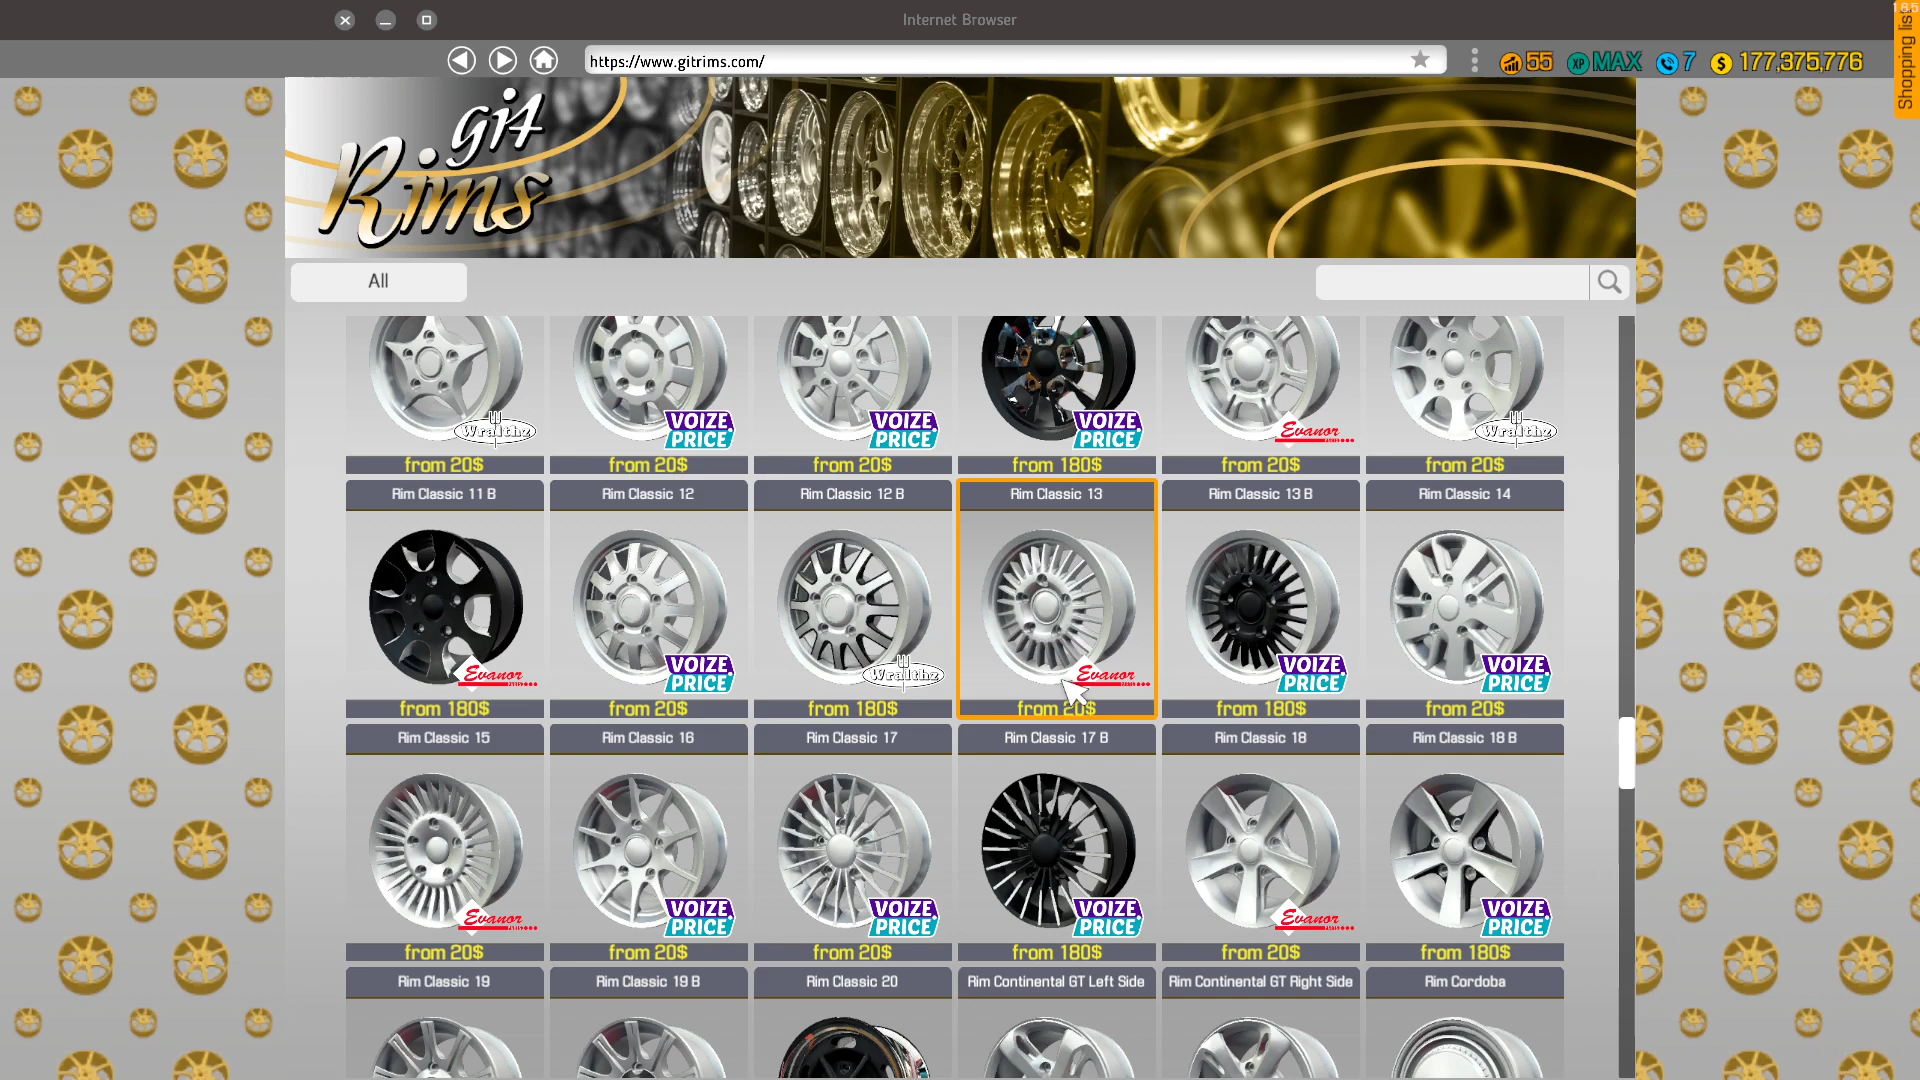 Internet Browser
1.8.5
https://www.gitrims.com/
55
XP MAX
7
$ 177,375,776
Shopping list
git
Rims
All
Wralthz
VOIZE PRICE
VOIZE PRICE
VOIZE PRICE
Evanor
Wralthz
from 20$
from 20$
from 20$
from 180$
from 20$
from 20$
Rim Classic 11 B
Rim Classic 12
Rim Classic 12 B
Rim Classic 13
Rim Classic 13 B
Rim Classic 14
Evanor
VOIZE PRICE
Wralthz
Evanor
VOIZE PRICE
VOIZE PRICE
from 180$
from 20$
from 180$
from 20$
from 180$
from 20$
Rim Classic 15
Rim Classic 16
Rim Classic 17
Rim Classic 17 B
Rim Classic 18
Rim Classic 18 B
Evanor
VOIZE PRICE
VOIZE PRICE
VOIZE PRICE
Evanor
VOIZE PRICE
from 20$
from 20$
from 20$
from 180$
from 20$
from 180$
Rim Classic 19
Rim Classic 19 B
Rim Classic 20
Rim Continental GT Left Side
Rim Continental GT Right Side
Rim Cordoba